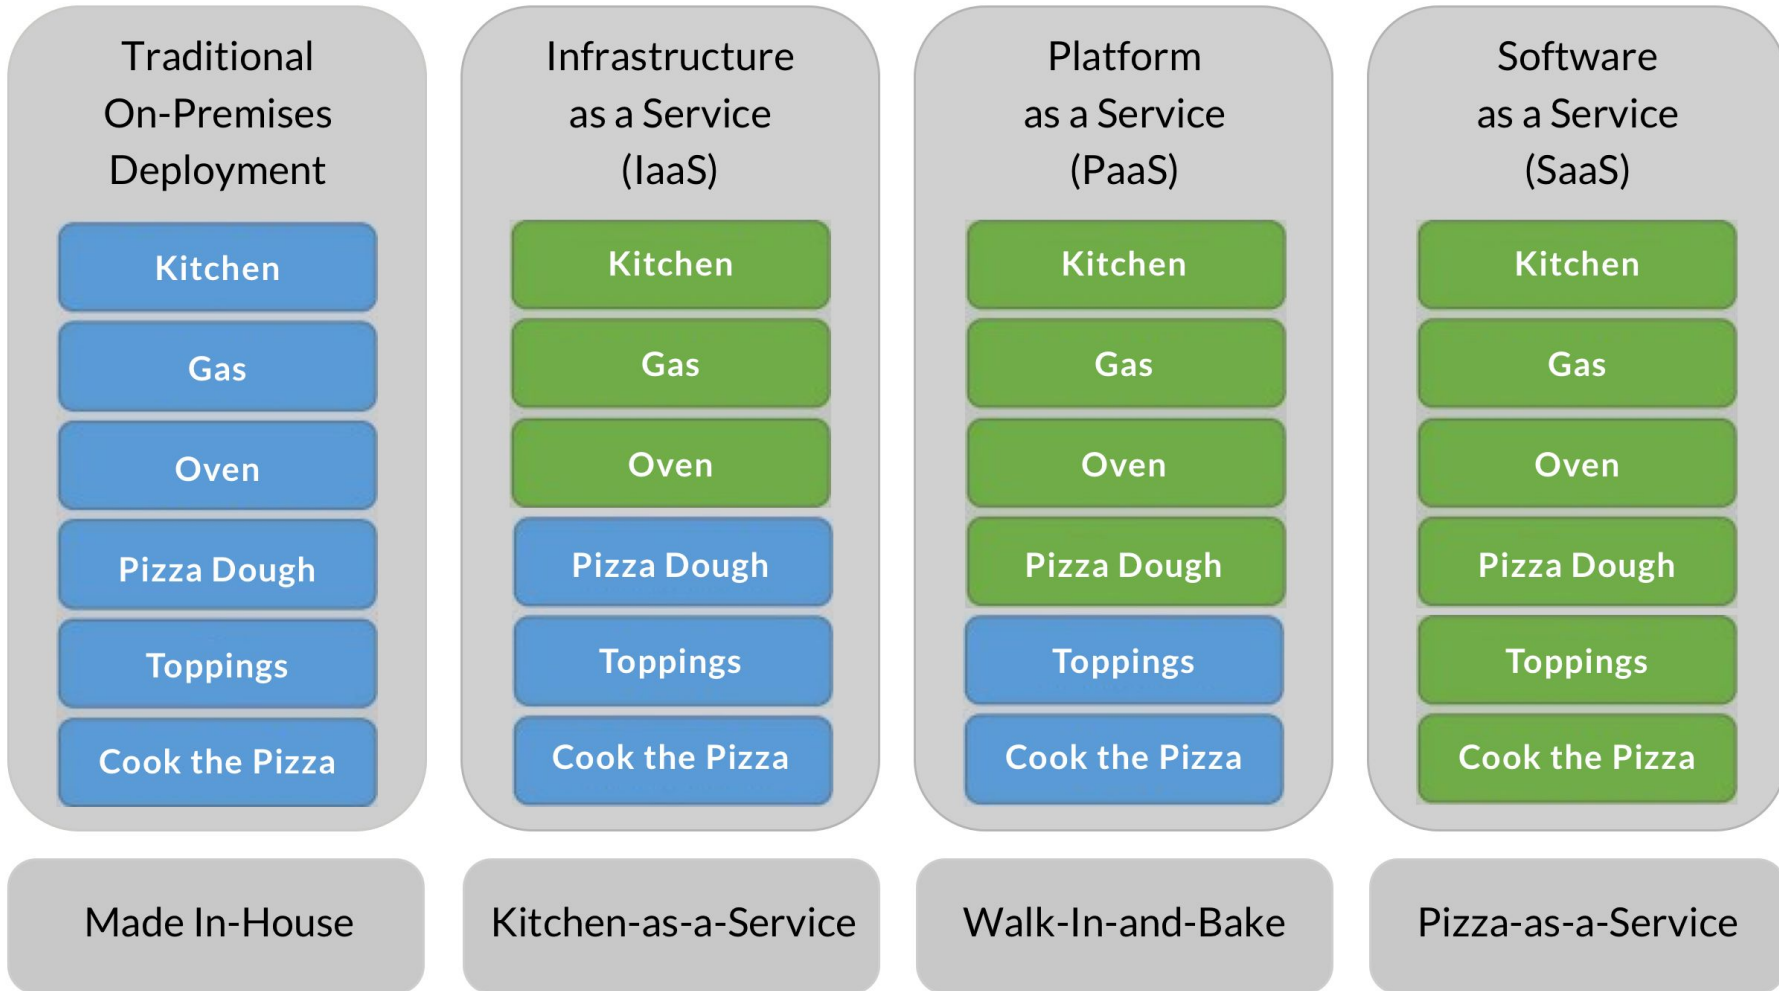 Traditional
On-Premises
Deployment
Kitchen
Gas
Oven
Pizza Dough
Toppings
Cook the Pizza
Made In-House
Infrastructure
as a Service
(IaaS)
Kitchen
Gas
Oven
Pizza Dough
Toppings
Cook the Pizza
Kitchen-as-a-Service
Platform
as a Service
(PaaS)
Kitchen
Gas
Oven
Pizza Dough
Toppings
Cook the Pizza
Walk-In-and-Bake
Software
as a Service
(SaaS)
Kitchen
Gas
Oven
Pizza Dough
Toppings
Cook the Pizza
Pizza-as-a-Service